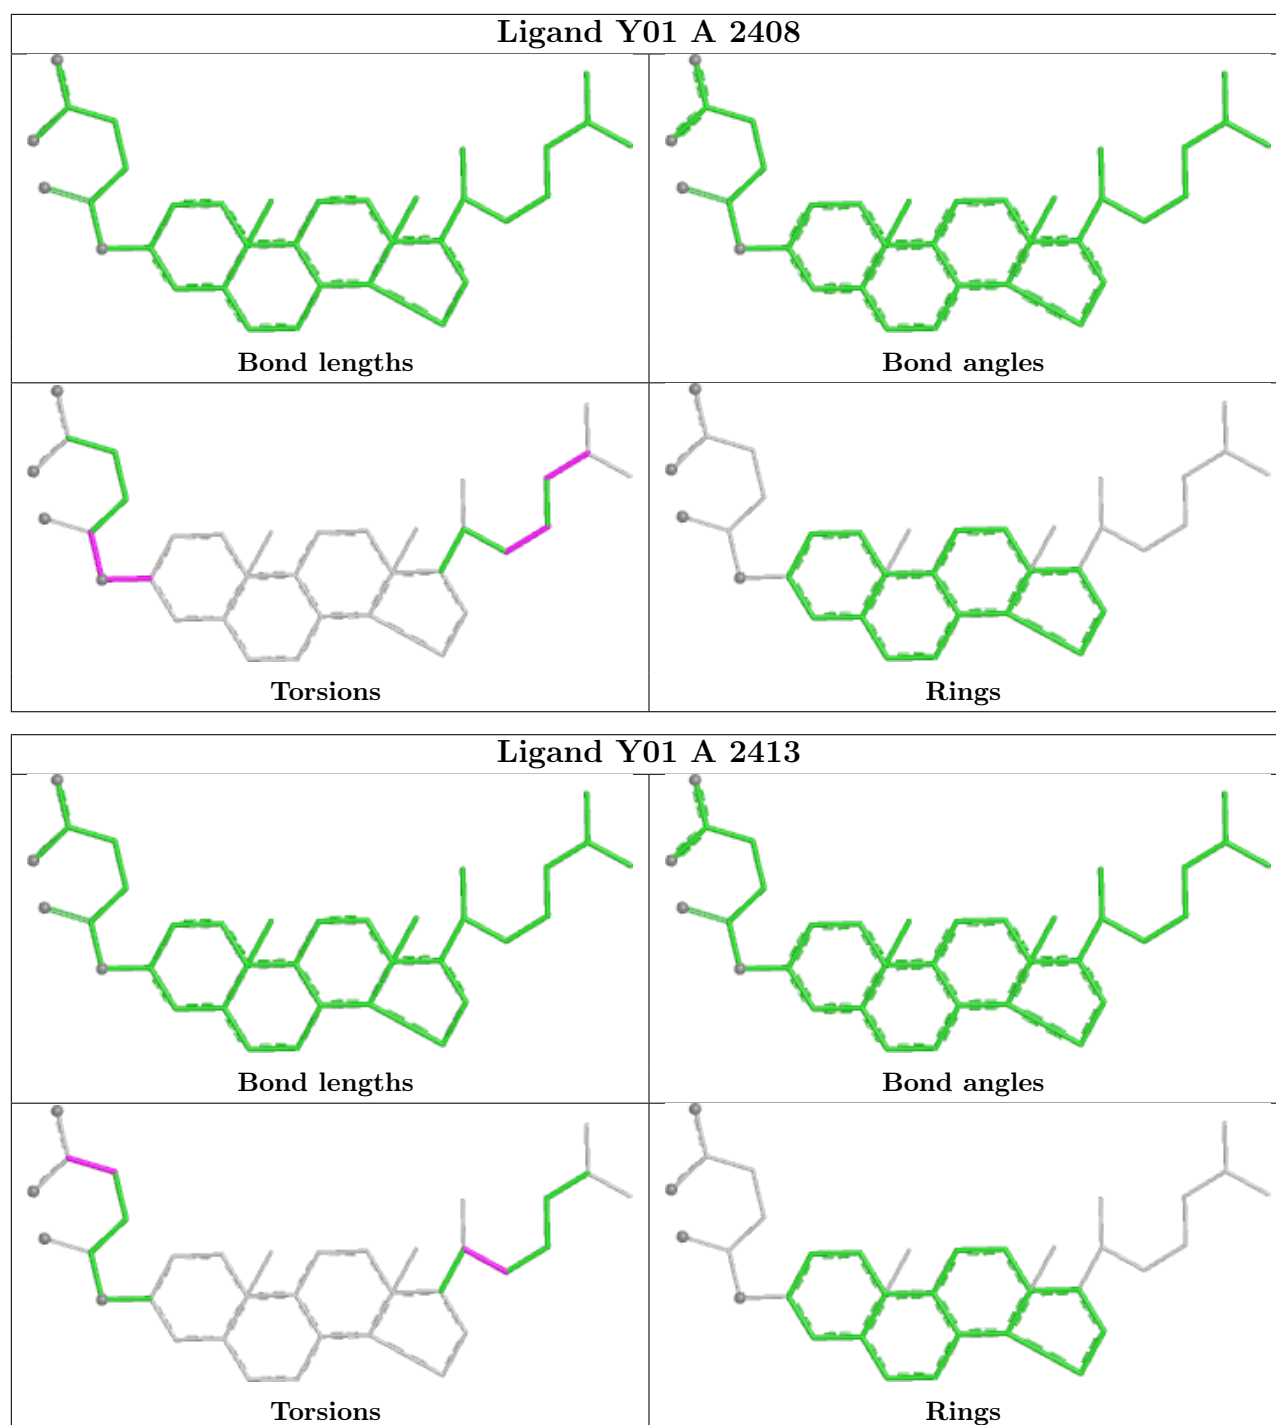 Ligand Y01 A 2408
Bond lengths
Bond angles
Torsions
Rings
Ligand Y01 A 2413
Bond lengths
Bond angles
Torsions
Rings